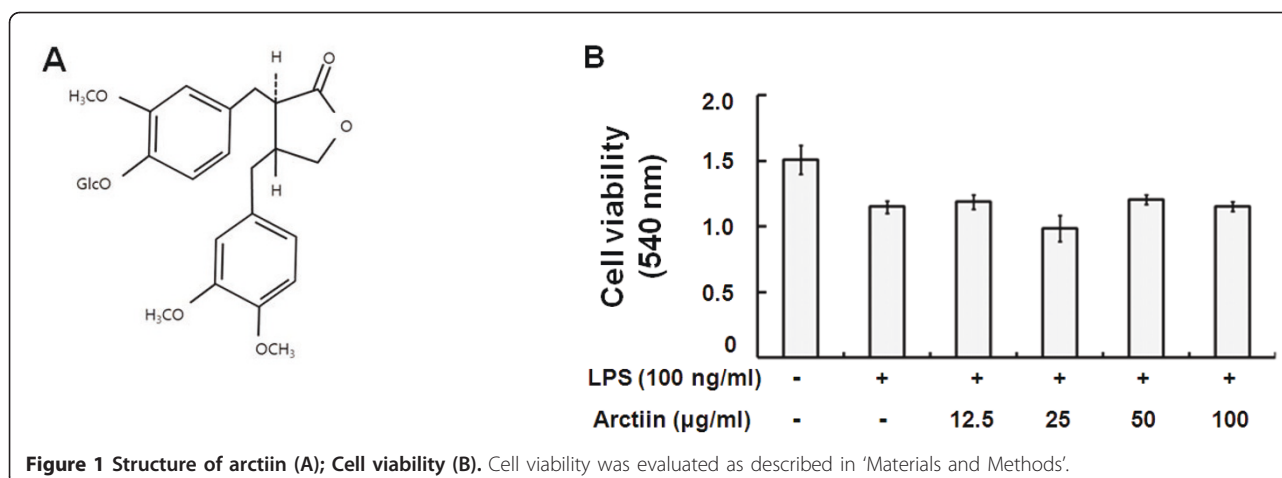 A
H
O
H₃CO
O
GlcO
H
H₃CO
OCH₃
B
Cell viability
(540 nm)
2.0
1.5
1.0
0.5
0
LPS (100 ng/ml) - + + + + +
Arctiin (µg/ml) - - 12.5 25 50 100
Figure 1 Structure of arctiin (A); Cell viability (B). Cell viability was evaluated as described in ‘Materials and Methods’.